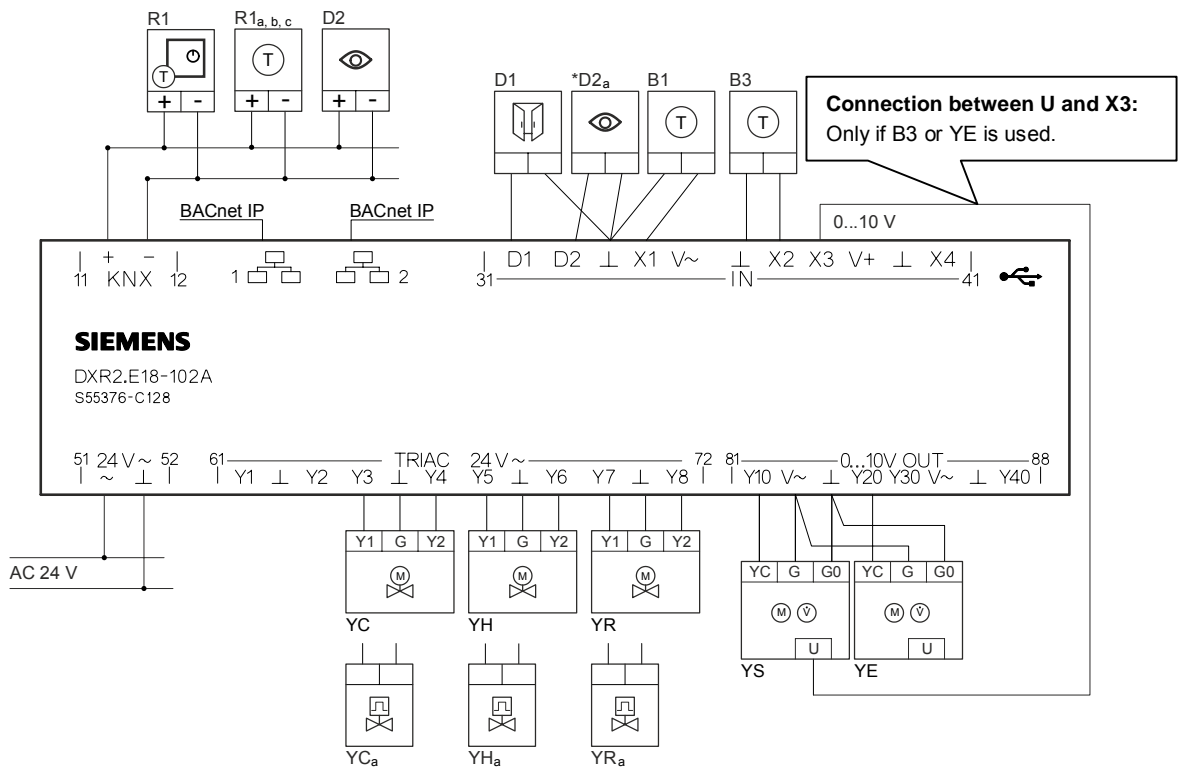 R1 R1a, b, c D2
T T
+ - + - + -
D1 *D2a B1 B3
T T
Connection between U and X3:
Only if B3 or YE is used.
BACnet IP BACnet IP
0...10 V
+ − D1 D2 ⊥ X1 V~ ⊥ X2 X3 V+ ⊥ X4
11 KNX 12 1 2 31 IN 41
SIEMENS
DXR2.E18-102A
S55376-C128
51 24 V ~ 52 61 TRIAC 24 V ~ 72 81 0...10V OUT 88
~ ⊥ Y1 ⊥ Y2 Y3 ⊥ Y4 Y5 ⊥ Y6 Y7 ⊥ Y8 Y10 V~ ⊥ Y20 Y30 V~ ⊥ Y40
AC 24 V
Y1 G Y2 Y1 G Y2 Y1 G Y2
M M M
YC YH YR
YC G G0 YC G G0
M V̇ M V̇
U U
YS YE
YCa YHa YRa